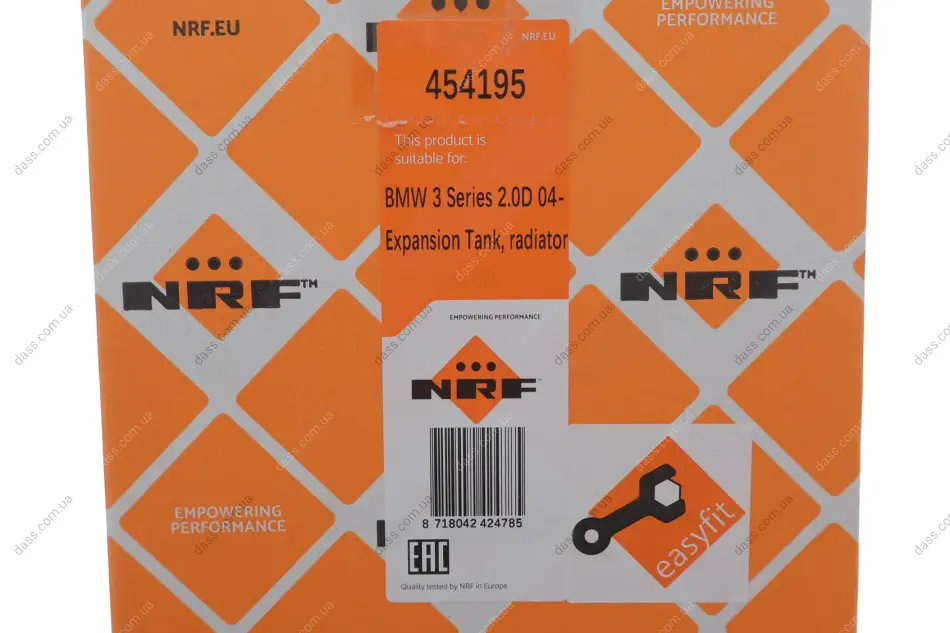 NRF.EU
EMPOWERING
PERFORMANCE
NRF.EU
454195
This product is
suitable for:
BMW 3 Series 2.0D 04-
Expansion Tank, radiator
NRF™
NRF™
EMPOWERING PERFORMANCE
NRF™
8 718042 424785
EAC
Quality tested by NRF in Europe
easyfit
EMPOWERING
PERFORMANCE
dass.com.ua